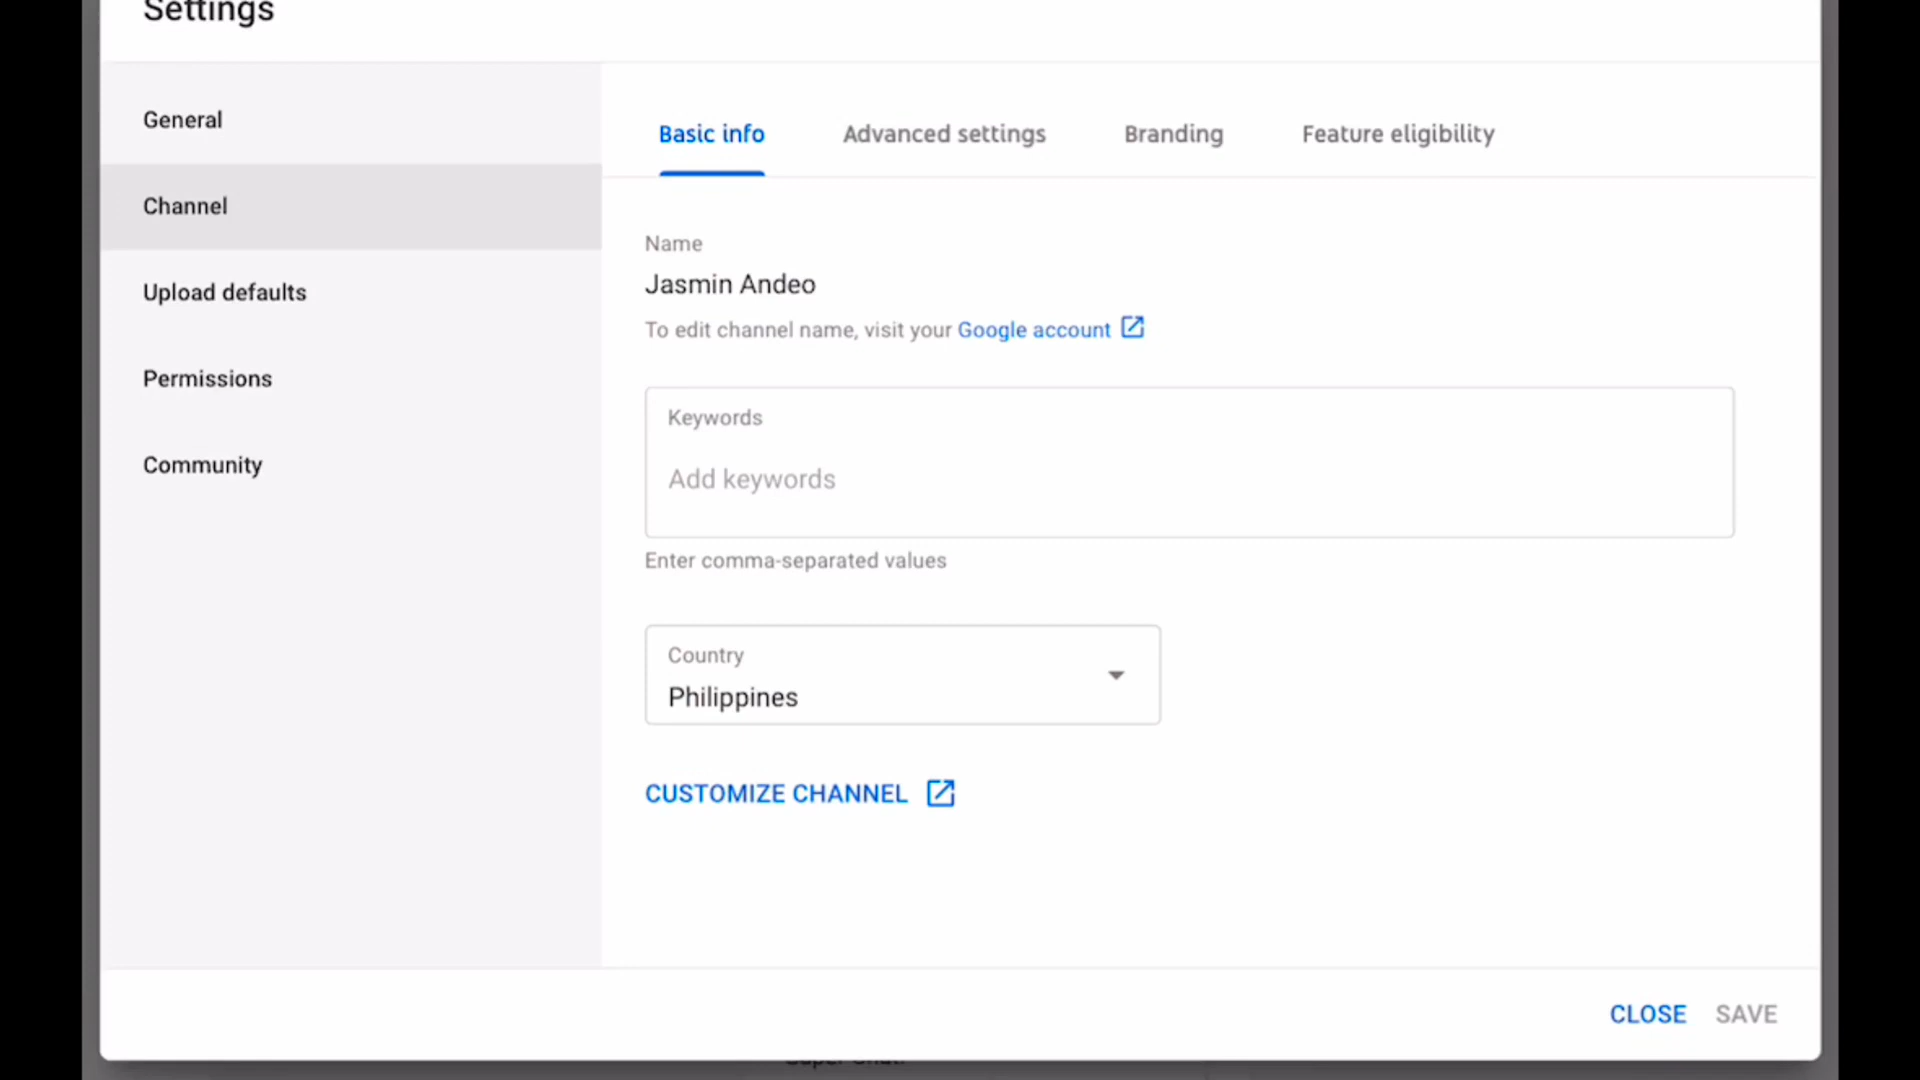 Settings
General
Channel
Upload defaults
Permissions
Community
Basic info
Advanced settings
Branding
Feature eligibility
Name
Jasmin Andeo
To edit channel name, visit your Google account
Keywords
Add keywords
Enter comma-separated values
Country
Philippines
CUSTOMIZE CHANNEL
CLOSE
SAVE